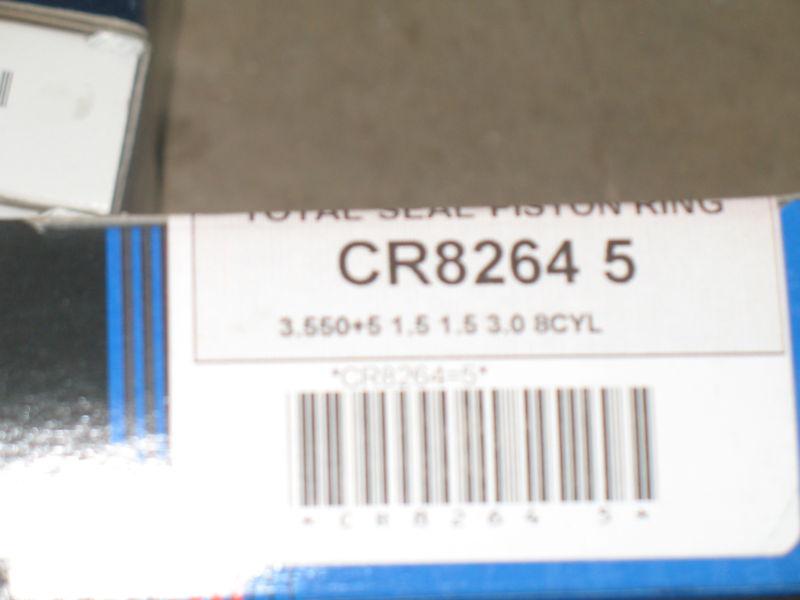 TOTAL SEAL PISTON RING
CR8264 5
3.550+5 1.5 1.5 3.0 8CYL
*CR8264=5*
* C R 8 2 6 4 5 *